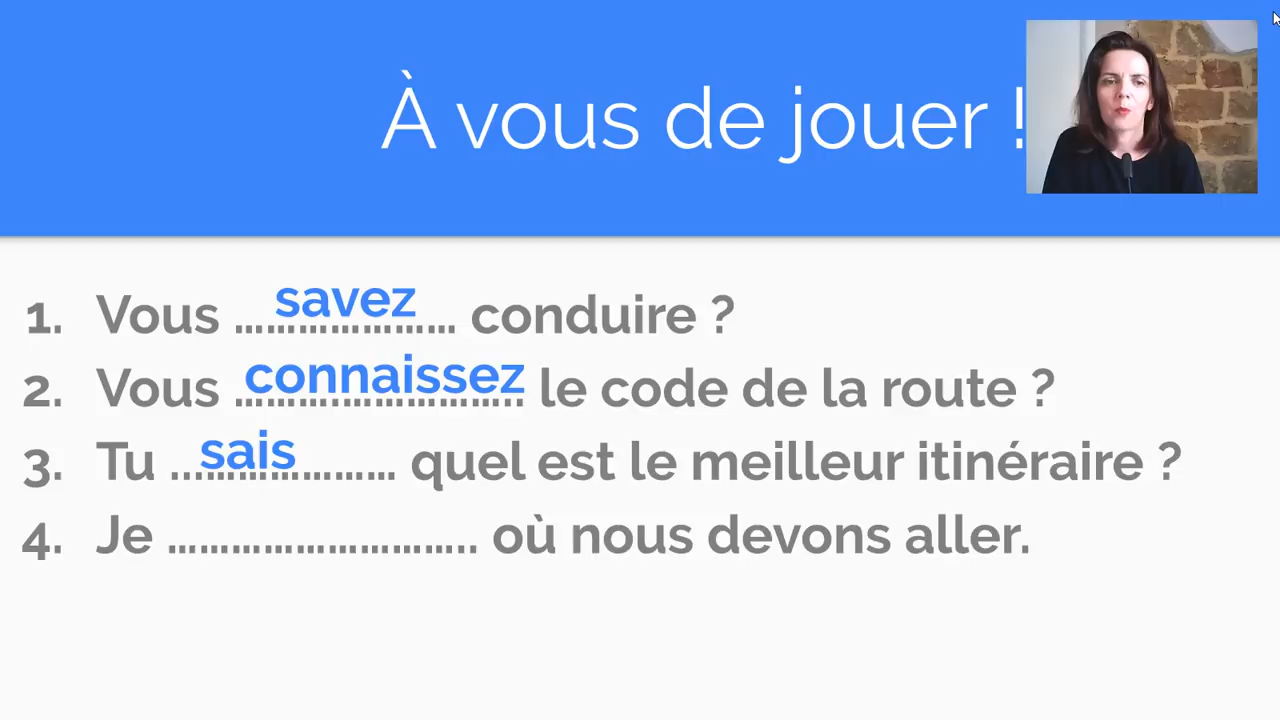 À vous de jouer !
1. Vous savez ..................... conduire ?
2. Vous connaissez ........................... le code de la route ?
3. Tu sais ..................... quel est le meilleur itinéraire ?
4. Je ............................. où nous devons aller.